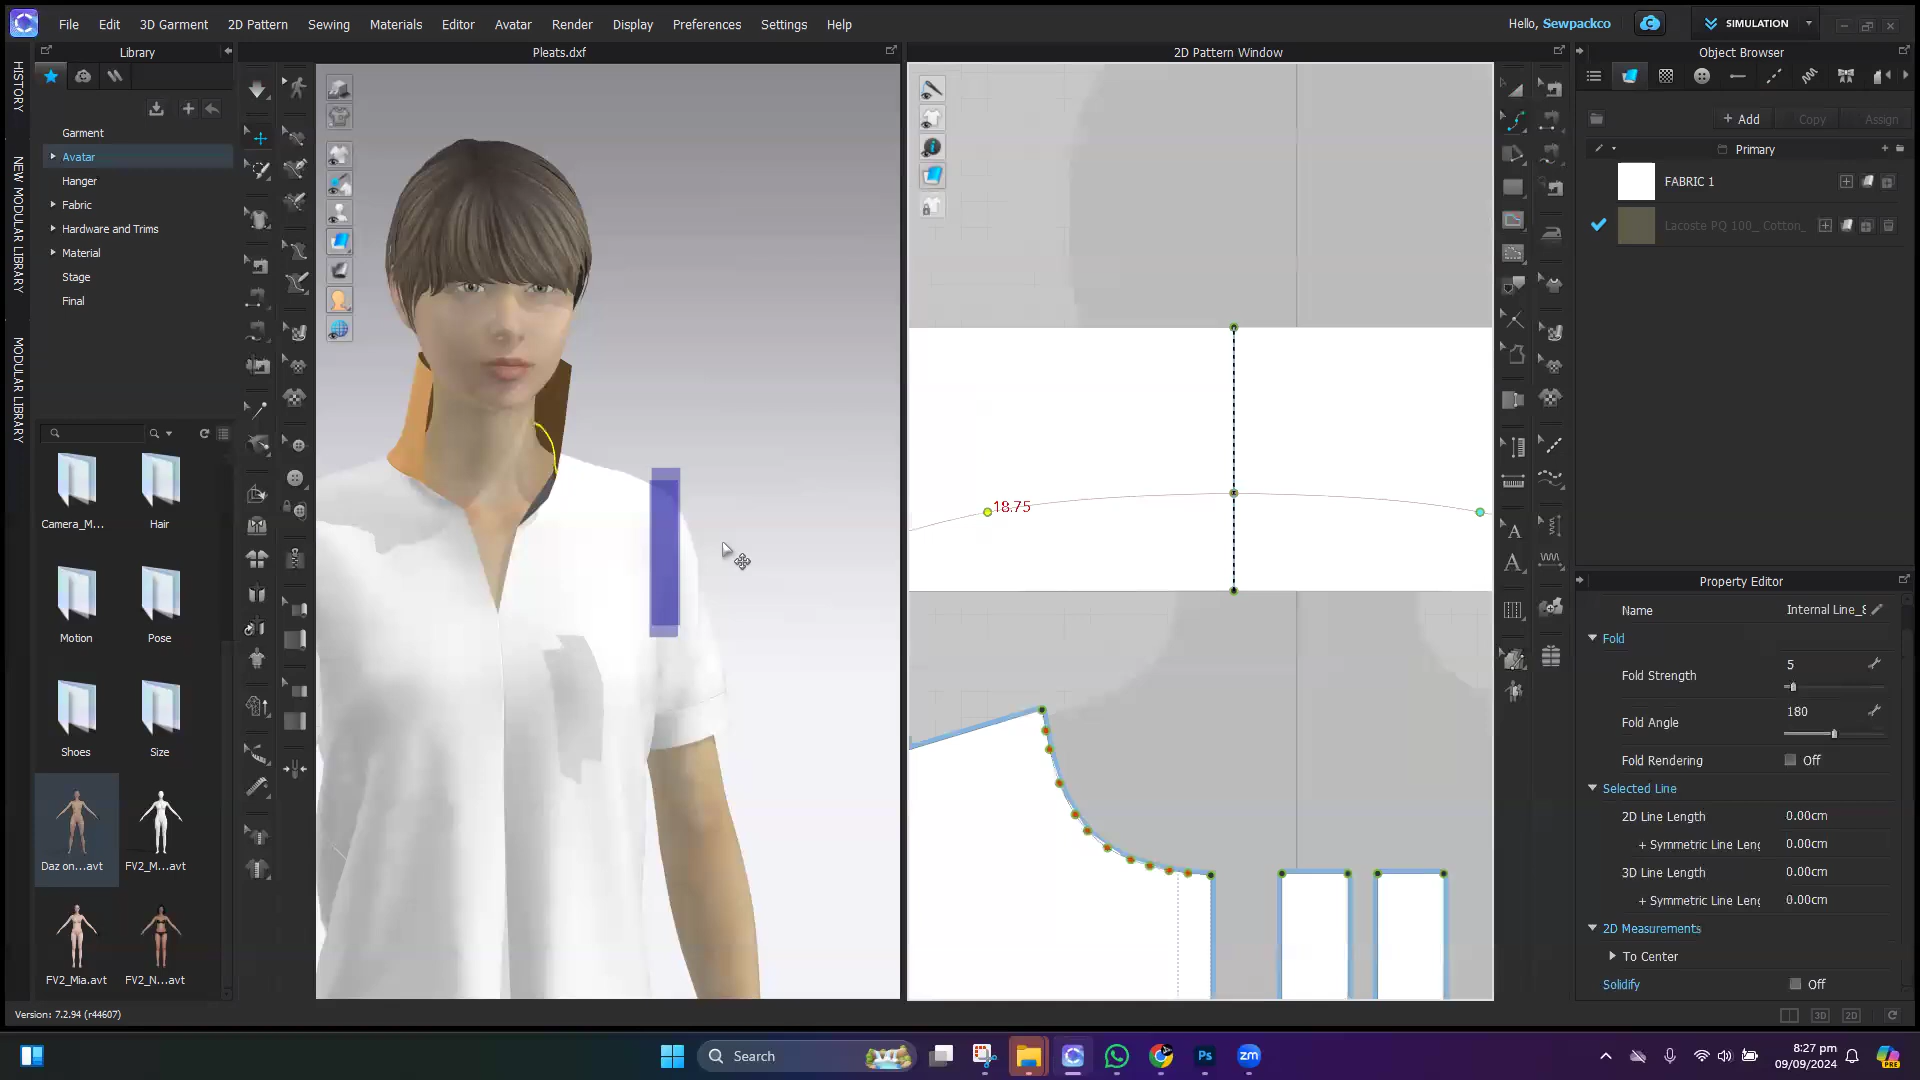 File Edit 3D Garment 2D Pattern Sewing Materials Editor Avatar Render Display Preferences Settings Help
Hello, Sewpackco
SIMULATION
Library
Pleats.dxf
2D Pattern Window
Object Browser
HISTORY
NEW MODULAR LIBRARY
MODULAR LIBRARY
Garment
Avatar
Hanger
Fabric
Hardware and Trims
Material
Stage
Final
Camera_M... Hair
Motion Pose
Shoes Size
Daz on...avt FV2_M...avt
FV2_Mia.avt FV2_N...avt
18.75
+ Add Copy Assign
Primary
FABRIC 1
Lacoste PQ 100_ Cotton_
Property Editor
Name Internal Line_8
Fold
Fold Strength 5
Fold Angle 180
Fold Rendering Off
Selected Line
2D Line Length 0.00cm
+ Symmetric Line Leng 0.00cm
3D Line Length 0.00cm
+ Symmetric Line Leng 0.00cm
2D Measurements
To Center
Solidify Off
Version: 7.2.94 (r44607)
3D 2D
Search
Ps
zm
8:27 pm
09/09/2024
PRE